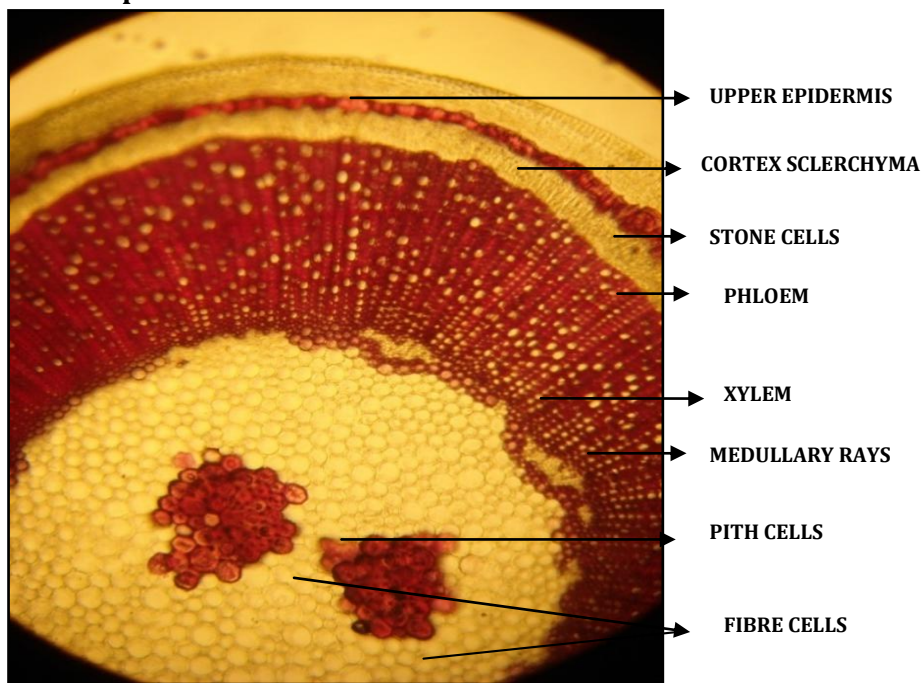 UPPER EPIDERMIS
CORTEX SCLERCHYMA
STONE CELLS
PHLOEM
XYLEM
MEDULLARY RAYS
PITH CELLS
FIBRE CELLS